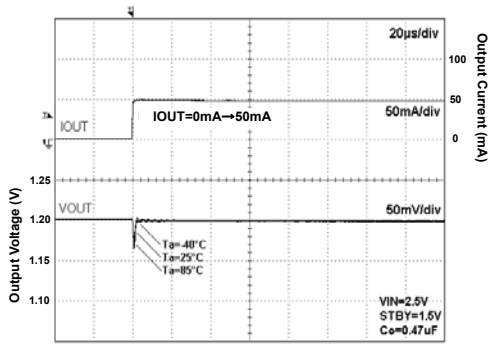 20µs/div
100
Output Current (mA)
50
50mA/div
IOUT=0mA→50mA
IOUT
0
1.25
VOUT
50mV/div
1.20
Output Voltage (V)
Ta=-40°C
Ta=25°C
Ta=85°C
1.15
1.10
VIN=2.5V
STBY=1.5V
Co=0.47uF